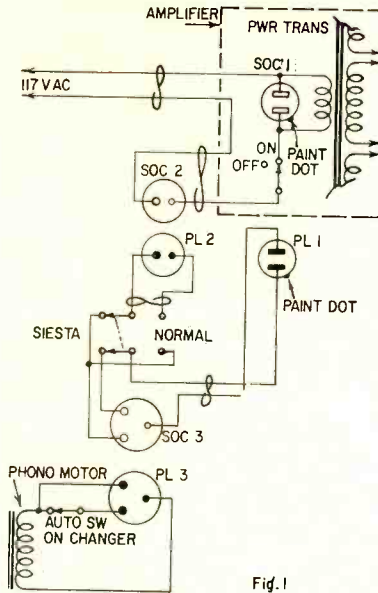 AMPLIFIER
PWR TRANS
SOC 1
117 V AC
ON
OFF
PAINT
DOT
SOC 2
PL 2
PL 1
PAINT DOT
SIESTA
NORMAL
SOC 3
PHONO MOTOR
PL 3
AUTO SW
ON CHANGER
Fig. 1